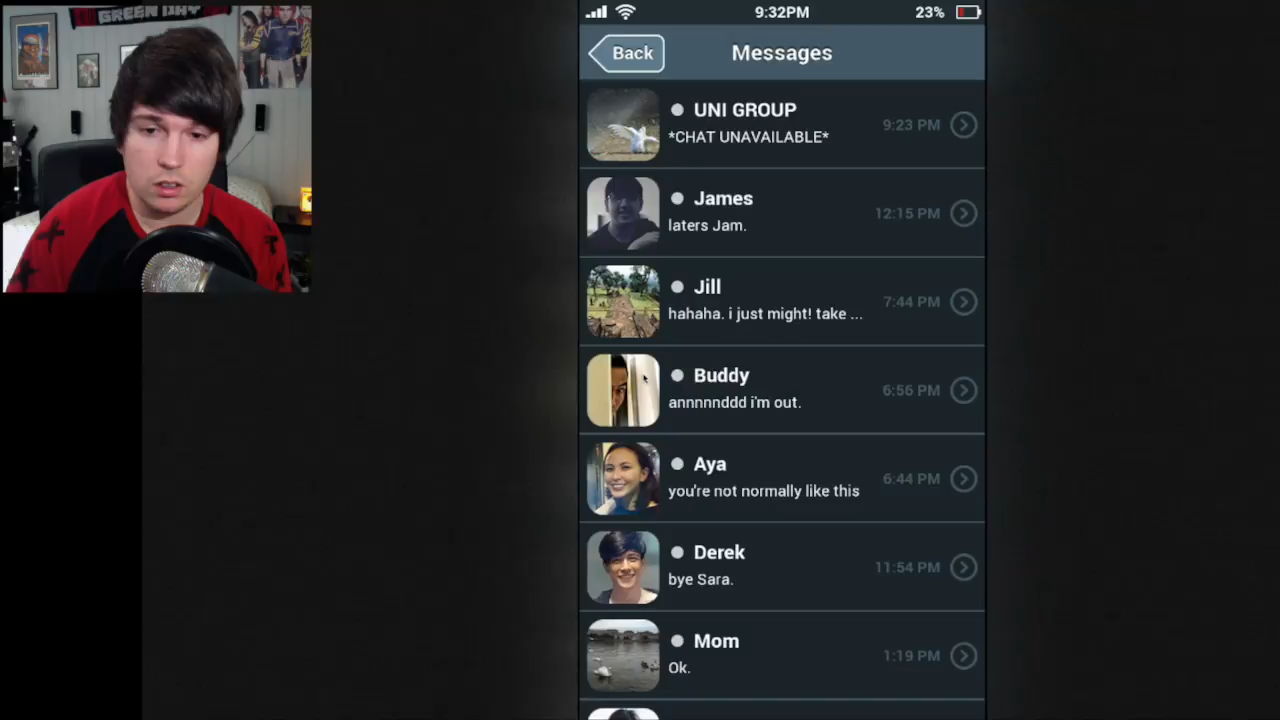 GREEN DAY
9:32PM
23%
Back
Messages
UNI GROUP
*CHAT UNAVAILABLE*
9:23 PM
James
laters Jam.
12:15 PM
Jill
hahaha. i just might! take ...
7:44 PM
Buddy
annnnnddd i'm out.
6:56 PM
Aya
you're not normally like this
6:44 PM
Derek
bye Sara.
11:54 PM
Mom
Ok.
1:19 PM